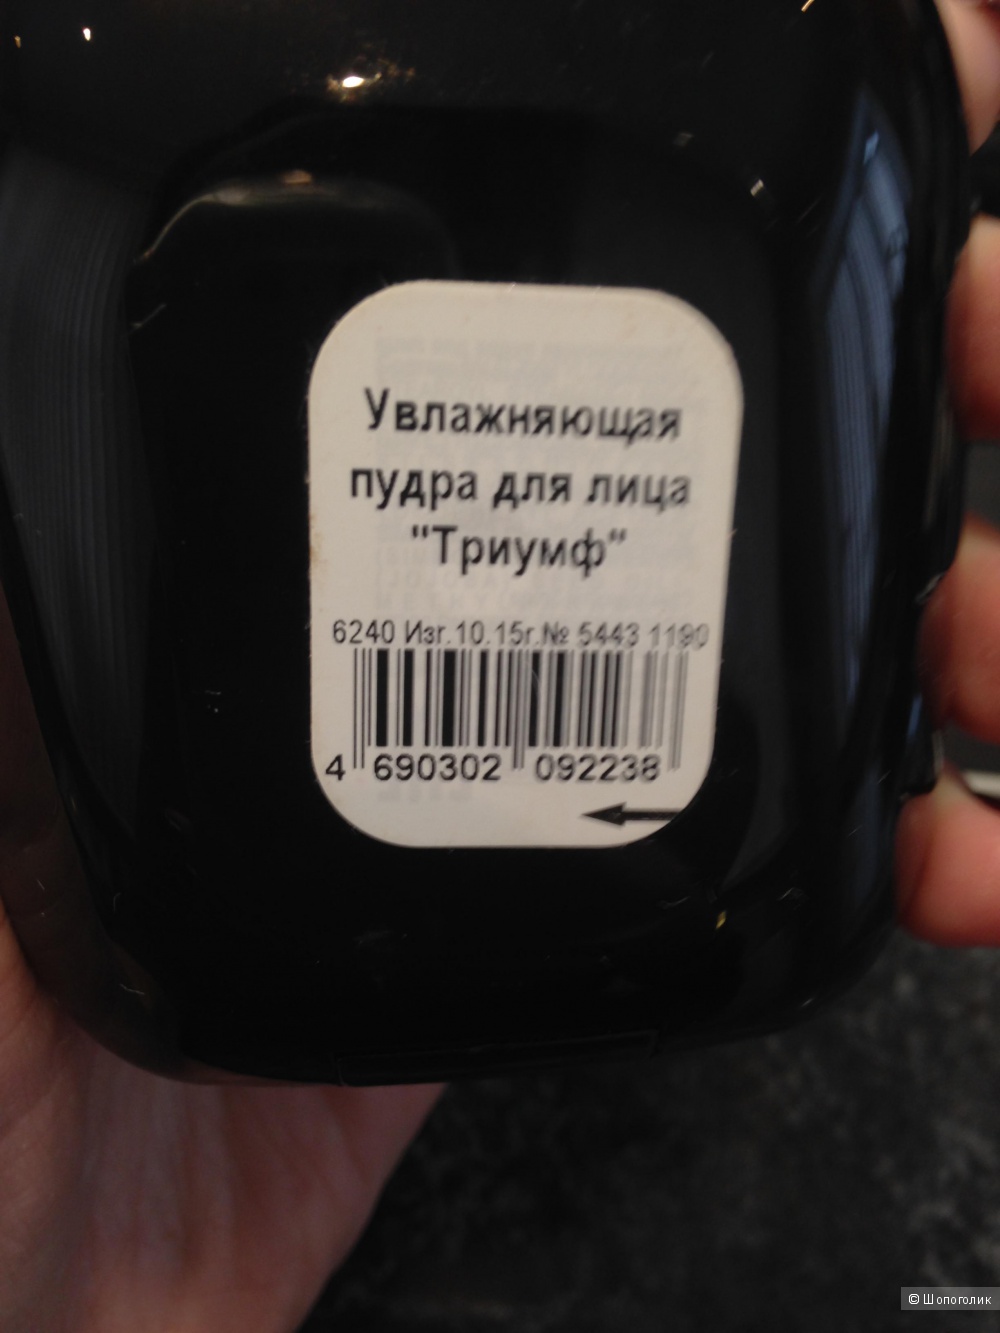 Увлажняющая
пудра для лица
"Триумф"
6240 Изг.10.15г.№ 5443 1190
4 690302 092238
© Шопоголик